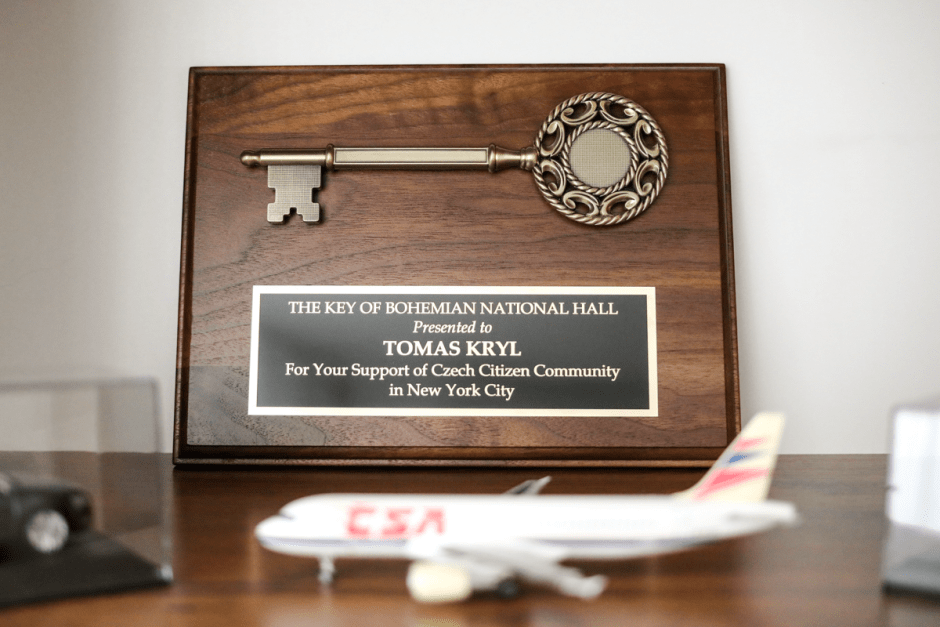 THE KEY OF BOHEMIAN NATIONAL HALL
Presented to
TOMAS KRYL
For Your Support of Czech Citizen Community
in New York City
CSA